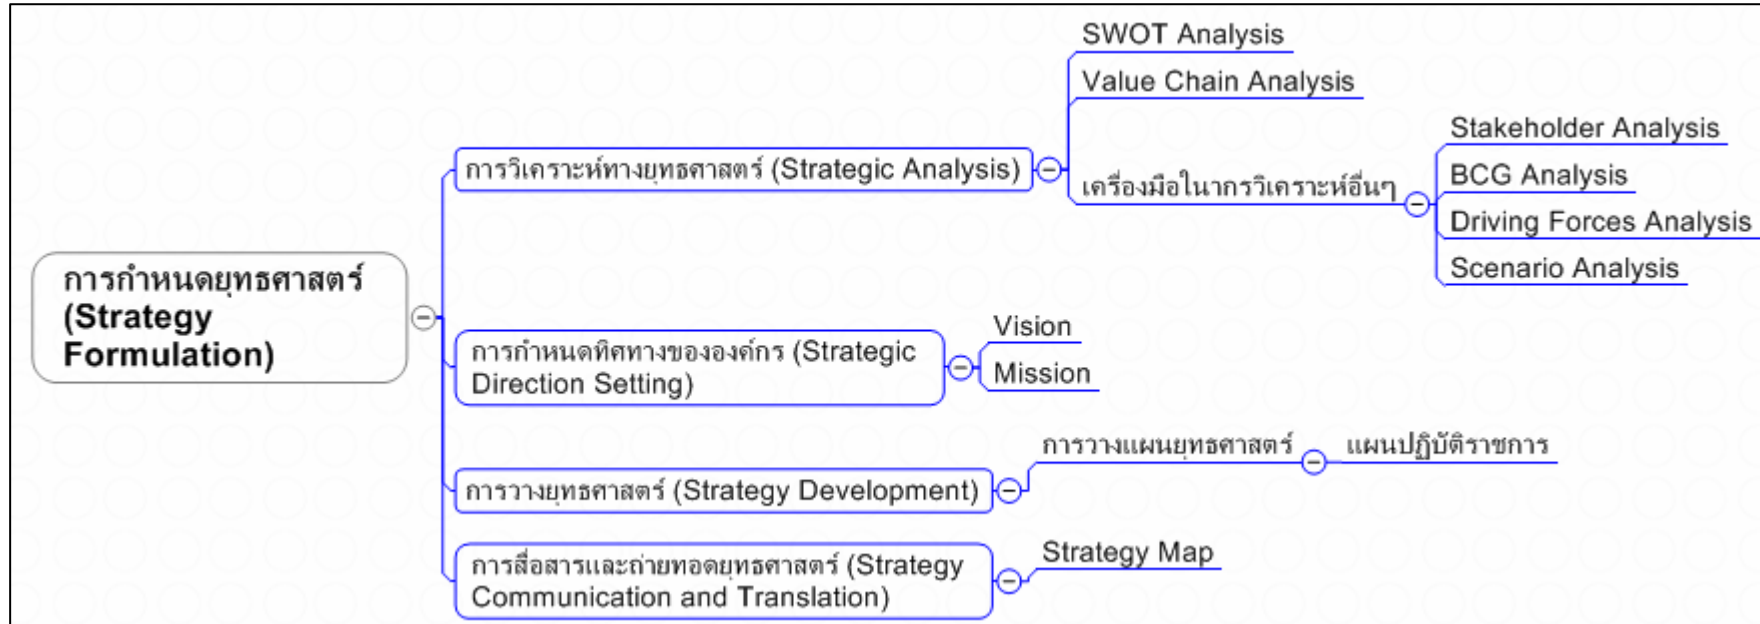 การกำหนดยุทธศาสตร์
(Strategy
Formulation)
การวิเคราะห์ทางยุทธศาสตร์ (Strategic Analysis)
SWOT Analysis
Value Chain Analysis
เครื่องมือในากรวิเคราะห์อื่นๆ
Stakeholder Analysis
BCG Analysis
Driving Forces Analysis
Scenario Analysis
การกำหนดทิศทางขององค์กร (Strategic
Direction Setting)
Vision
Mission
การวางยุทธศาสตร์ (Strategy Development)
การวางแผนยุทธศาสตร์
แผนปฏิบัติราชการ
การสื่อสารและถ่ายทอดยุทธศาสตร์ (Strategy
Communication and Translation)
Strategy Map